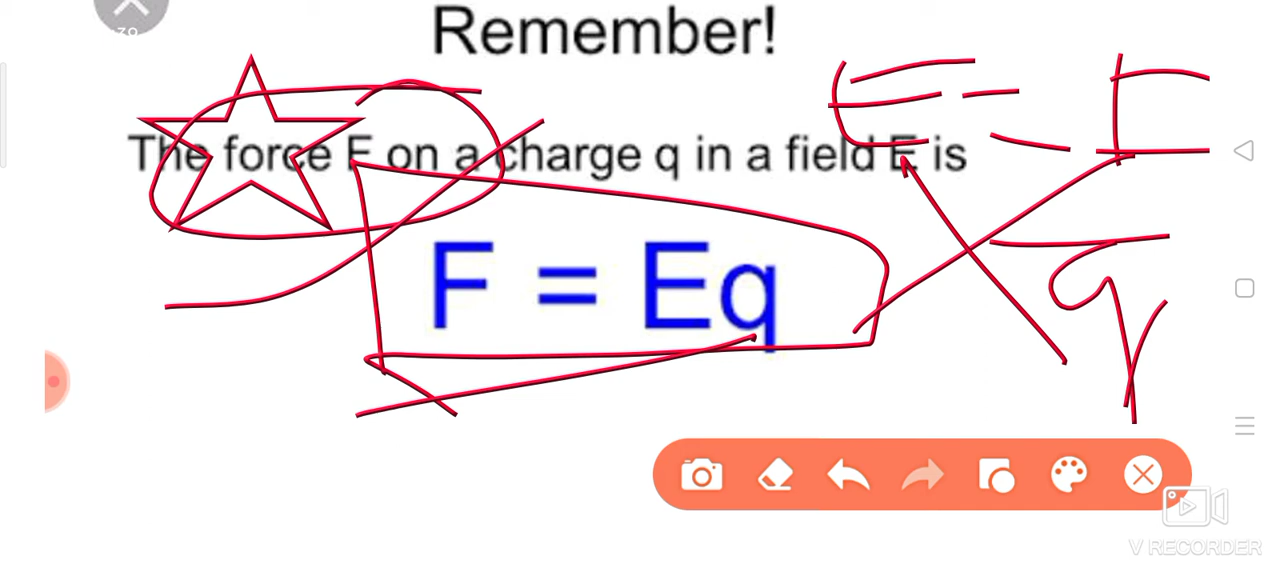 Remember!
The force F on a charge q in a field E is
F = Eq
E = F
q
V RECORDER